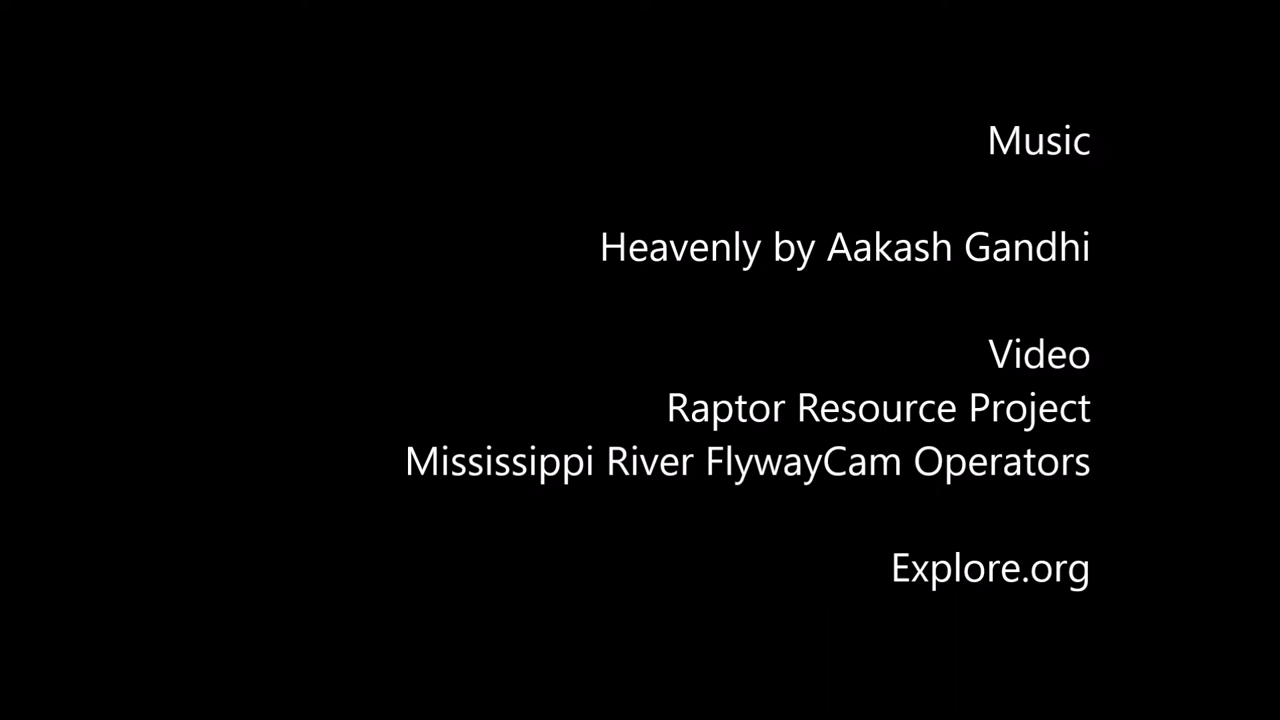 Music
Heavenly by Aakash Gandhi
Video
Raptor Resource Project
Mississippi River FlywayCam Operators
Explore.org